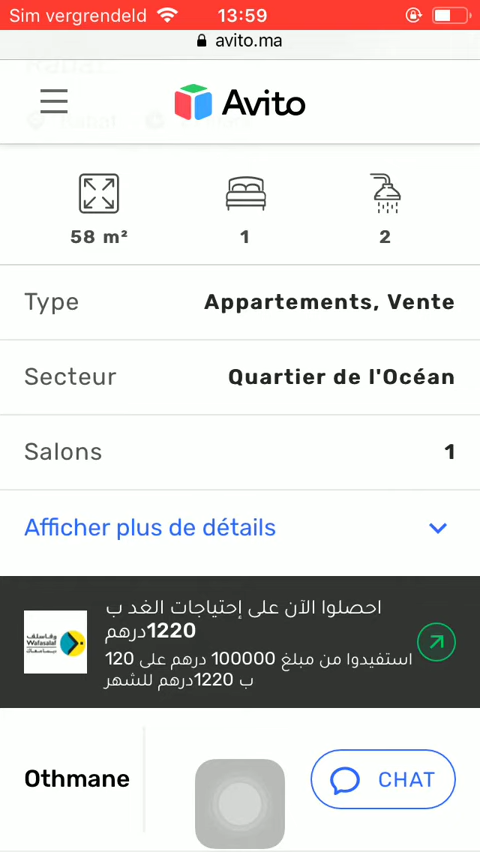 Sim vergrendeld 13:59
avito.ma
Avito
58 m² 1 2
Type Appartements, Vente
Secteur Quartier de l'Océan
Salons 1
Afficher plus de détails
احصلوا الآن على إحتياجات الغد ب
1220درهم
استفيدوا من مبلغ 100000 درهم على 120
ب 1220درهم للشهر
وفاسلف
Wafasalaf
Othmane CHAT